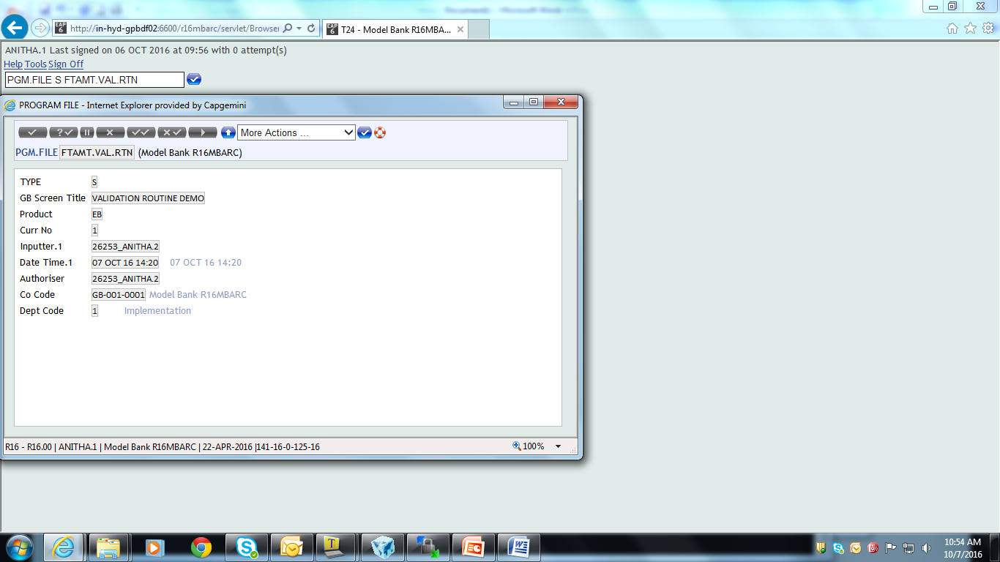 Document1 - Microsoft Word
http://in-hyd-gpbdf02:6600/r16mbarc/servlet/Browser
EAP 6
T24 - Model Bank R16MBA...
ANITHA.1 Last signed on 06 OCT 2016 at 09:56 with 0 attempt(s)
Help Tools Sign Off
PGM.FILE S FTAMT.VAL.RTN
PROGRAM FILE - Internet Explorer provided by Capgemini
More Actions ...
PGM.FILE FTAMT.VAL.RTN (Model Bank R16MBARC)
TYPE S
GB Screen Title VALIDATION ROUTINE DEMO
Product EB
Curr No 1
Inputter.1 26253_ANITHA.2
Date Time.1 07 OCT 16 14:20 07 OCT 16 14:20
Authoriser 26253_ANITHA.2
Co Code GB-001-0001 Model Bank R16MBARC
Dept Code 1 Implementation
R16 - R16.00 | ANITHA.1 | Model Bank R16MBARC | 22-APR-2016 |141-16-0-125-16
100%
10:54 AM
10/7/2016